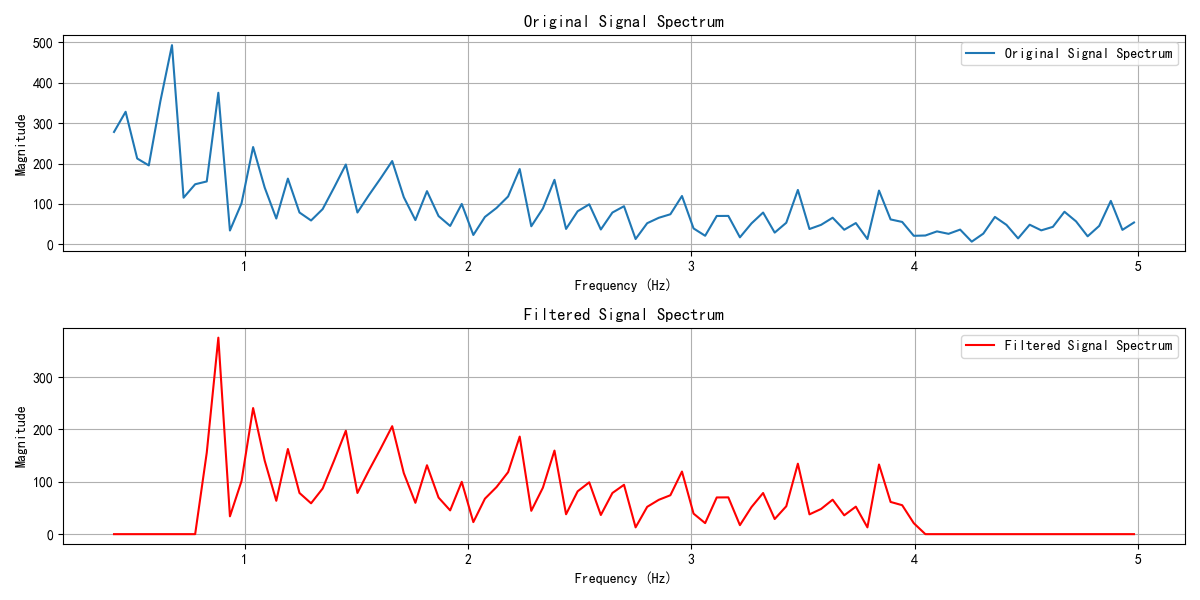 Original Signal Spectrum
500
400
300
200
100
0
Magnitude
Original Signal Spectrum
1 2 3 4 5
Frequency (Hz)
Filtered Signal Spectrum
300
200
100
0
Magnitude
Filtered Signal Spectrum
1 2 3 4 5
Frequency (Hz)